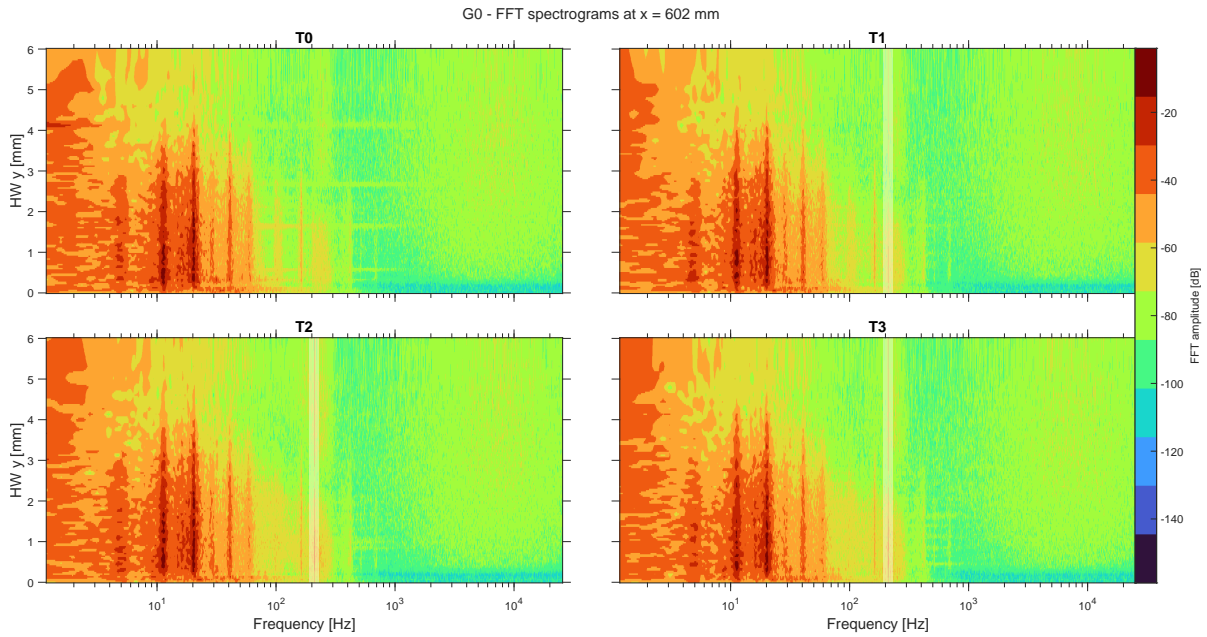 G0 - FFT spectrograms at x = 602 mm
T0
T1
HW y [mm]
6
5
4
3
2
1
0
-20
-40
-60
-80
-100
-120
-140
FFT amplitude [dB]
T2
T3
HW y [mm]
6
5
4
3
2
1
0
10¹ 10² 10³ 10⁴
10¹ 10² 10³ 10⁴
Frequency [Hz]
Frequency [Hz]